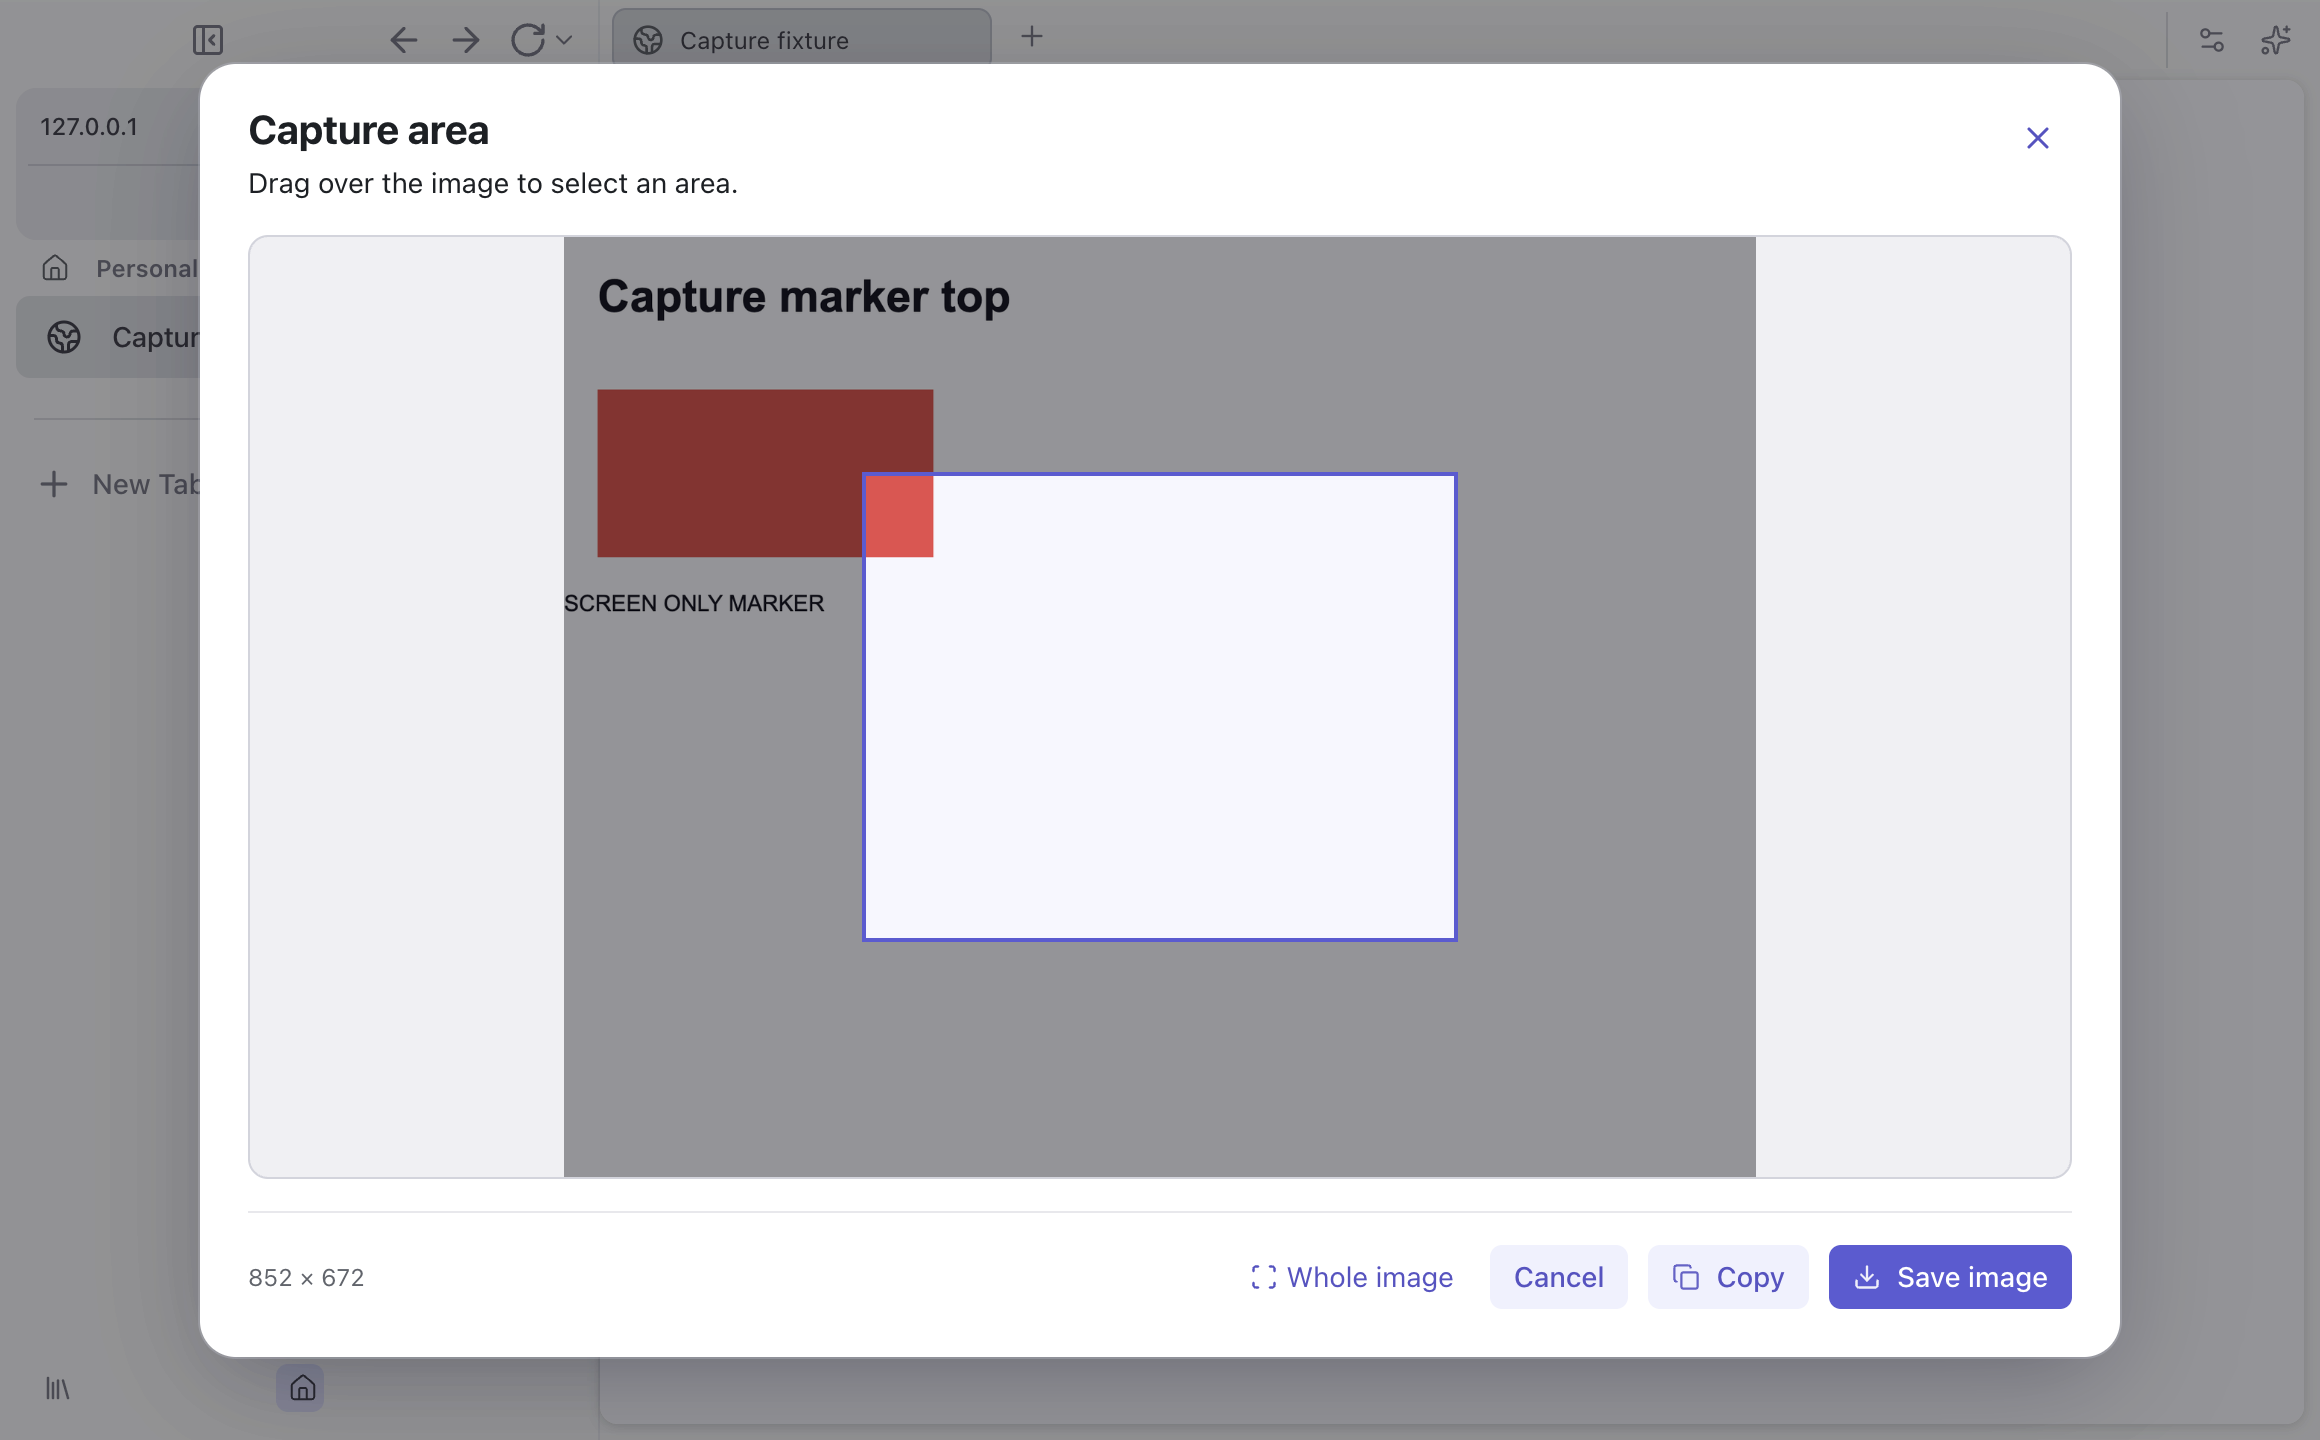 Capture fixture
127.0.0.1
Personal
Captur
New Tab
Capture area
Drag over the image to select an area.
Capture marker top
SCREEN ONLY MARKER
852 × 672
Whole image
Cancel
Copy
Save image